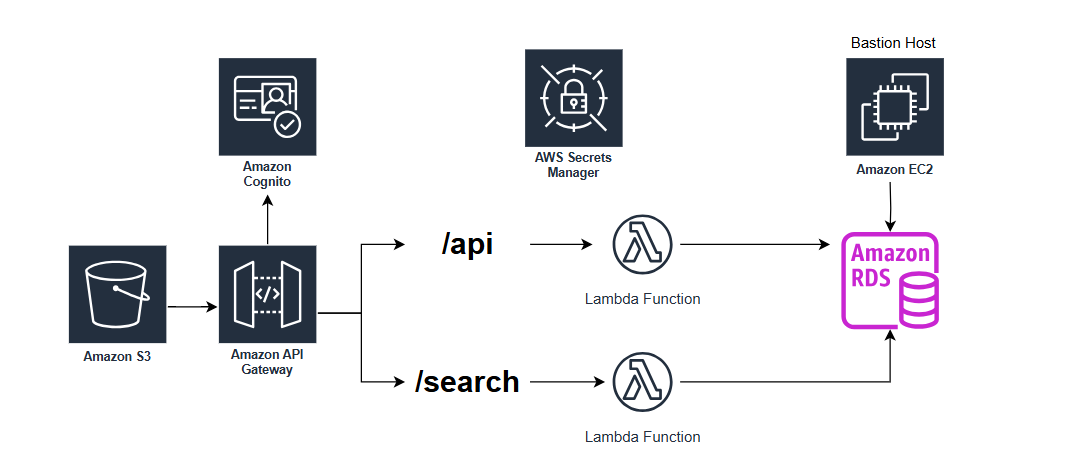 Bastion Host
Amazon
Cognito
AWS Secrets
Manager
Amazon EC2
/api
Amazon
RDS
</>
Lambda Function
Amazon S3
Amazon API
Gateway
/search
Lambda Function